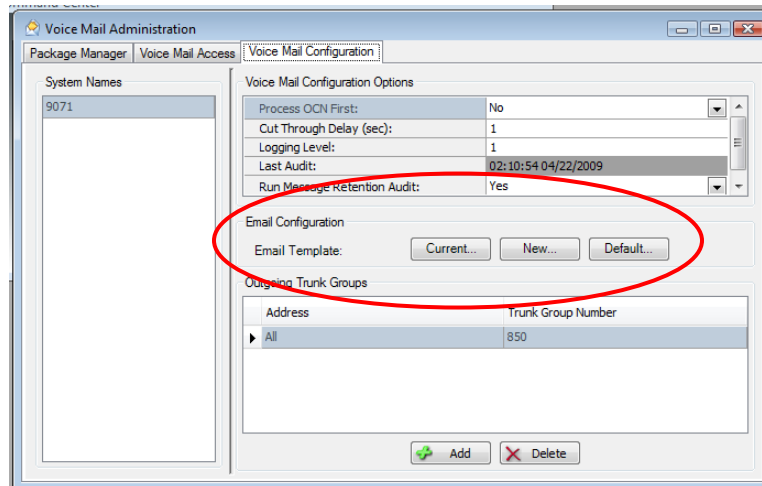 Voice Mail Administration
Package Manager Voice Mail Access Voice Mail Configuration
System Names
9071
Voice Mail Configuration Options
Process OCN First: No
Cut Through Delay (sec): 1
Logging Level: 1
Last Audit: 02:10:54 04/22/2009
Run Message Retention Audit: Yes
Email Configuration
Email Template: Current... New... Default...
Outgoing Trunk Groups
Address Trunk Group Number
All 850
Add Delete